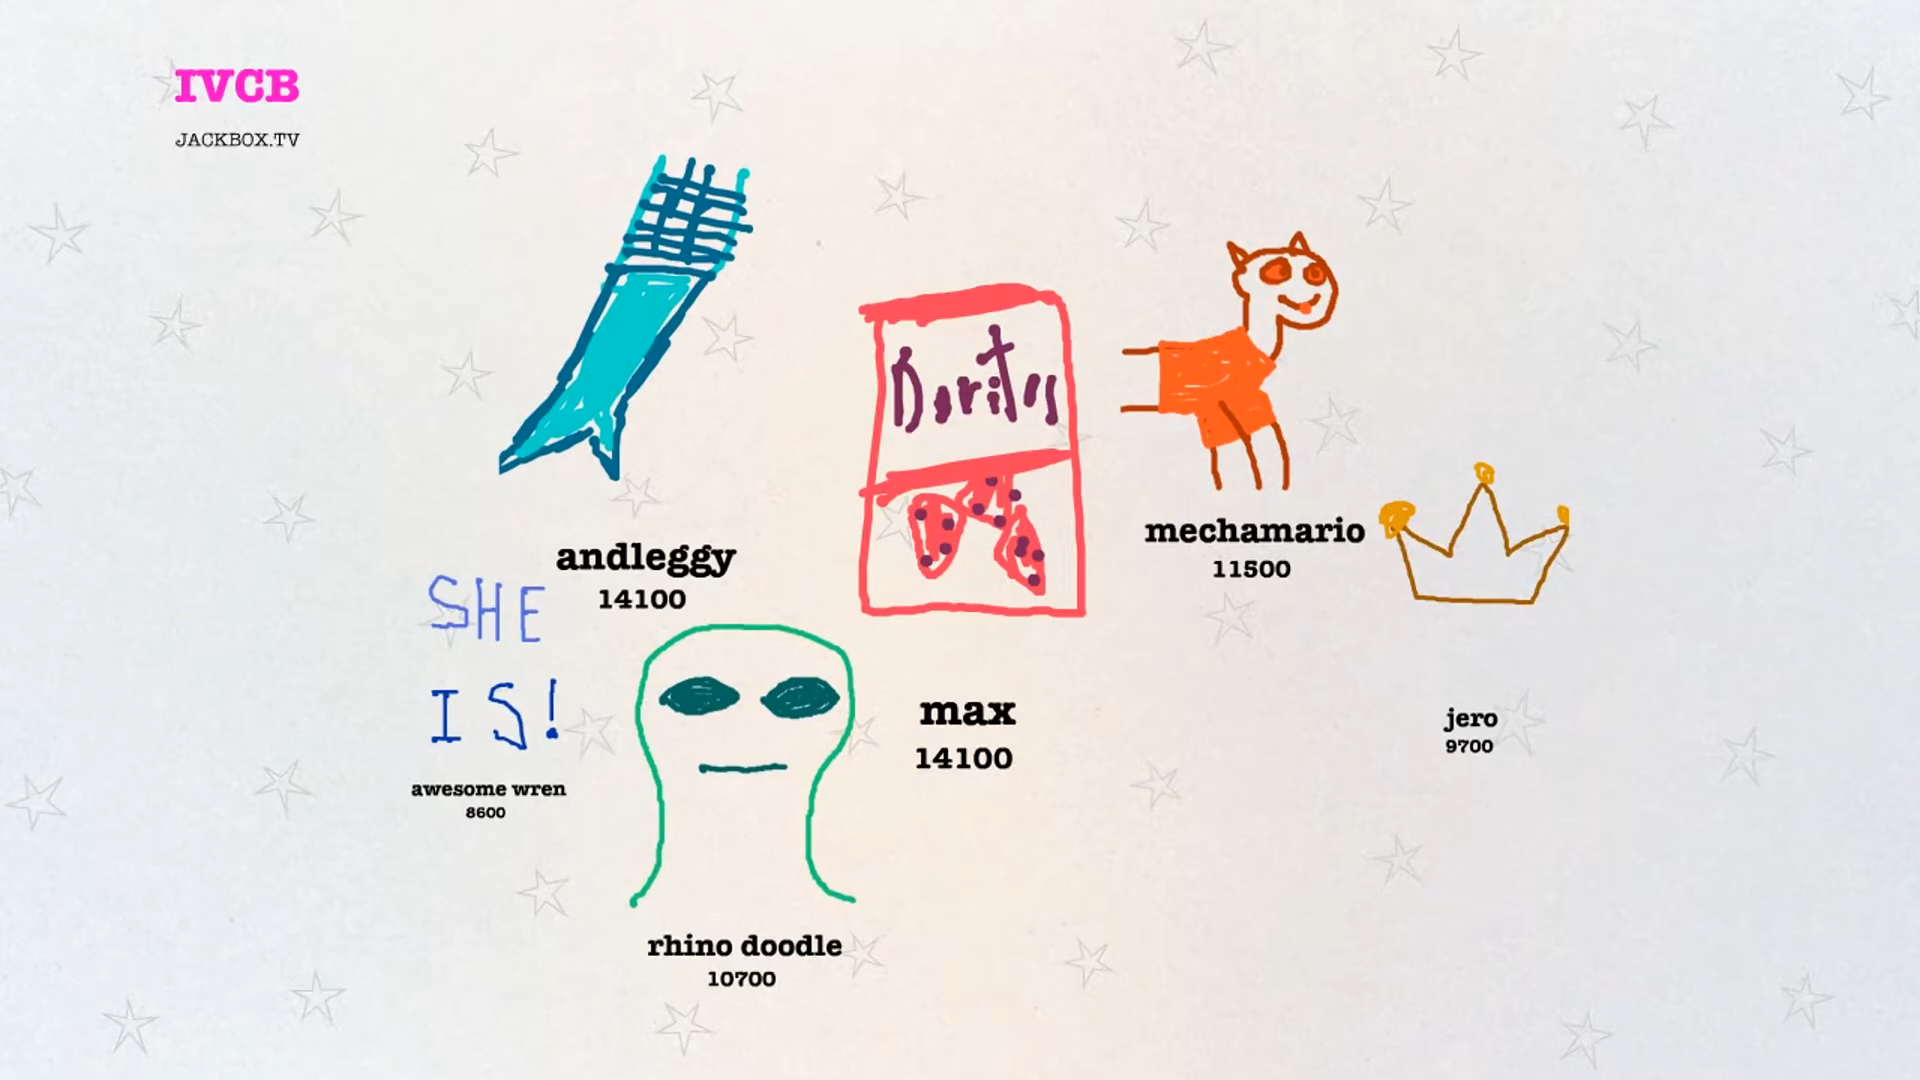 IVCB
JACKBOX.TV
Doritos
andleggy
14100
mechamario
11500
SHE
IS!
max
14100
jero
9700
awesome wren
8600
rhino doodle
10700